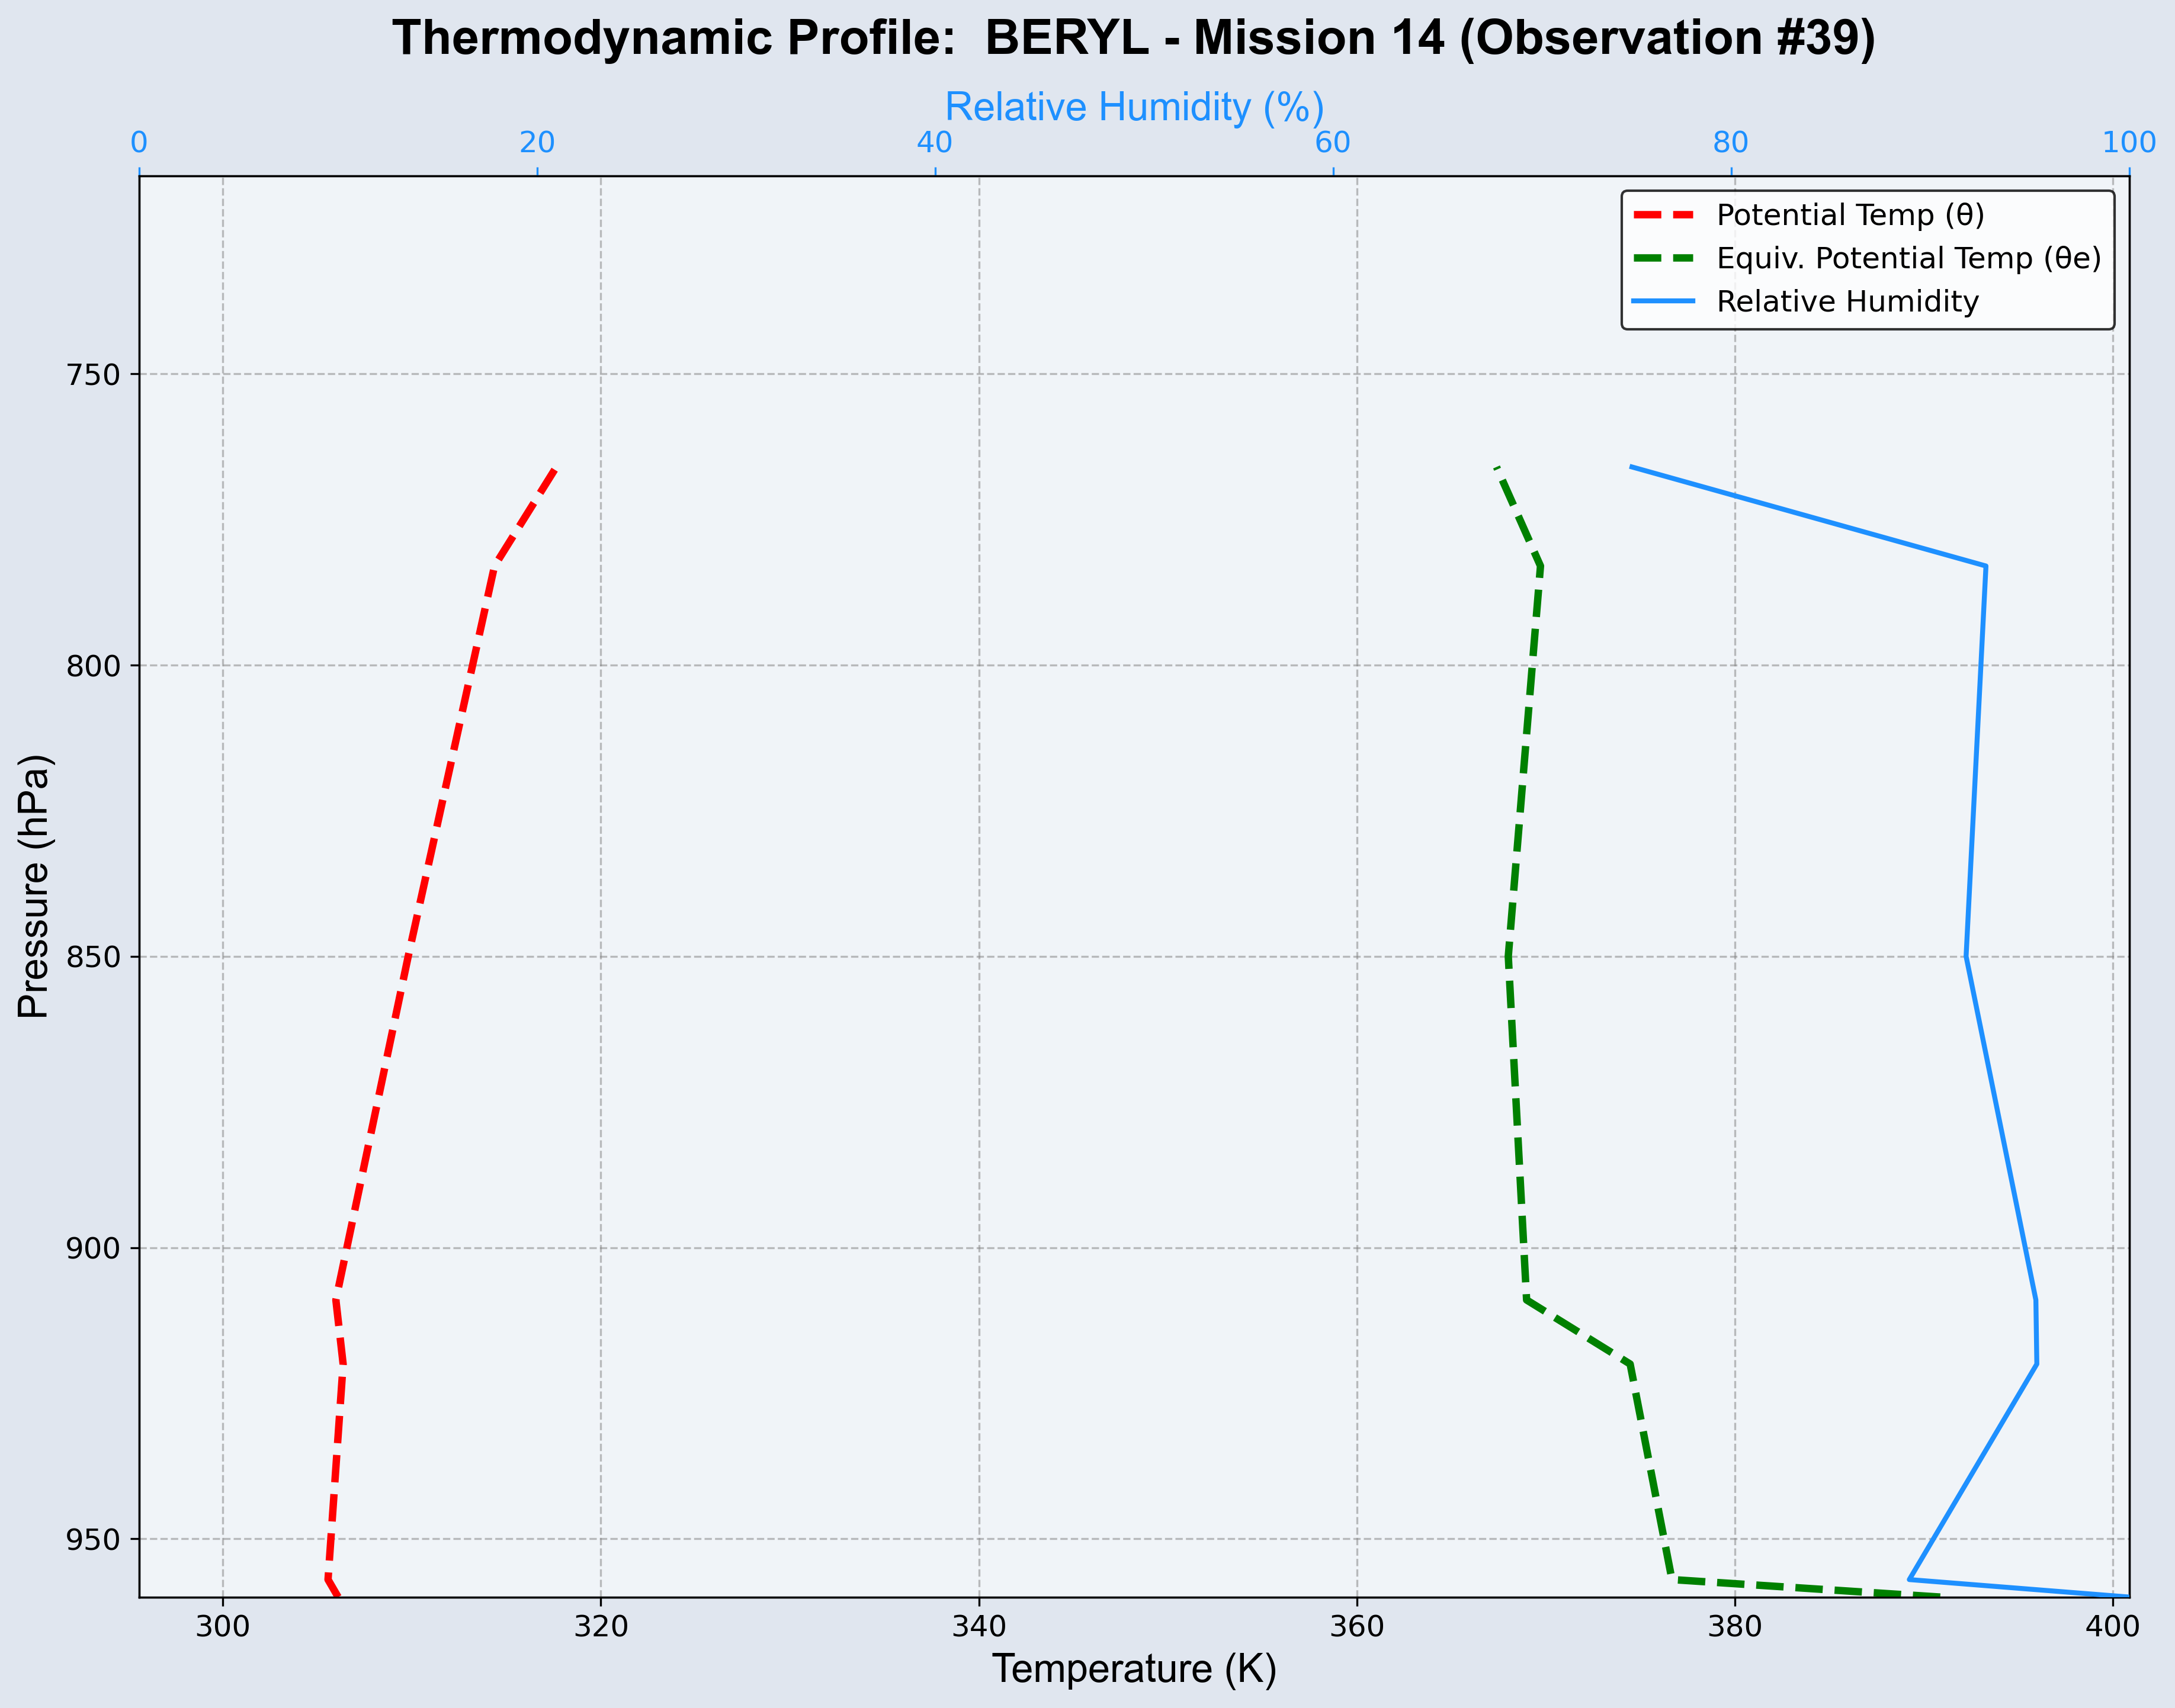 Thermodynamic Profile:  BERYL - Mission 14 (Observation #39)
Relative Humidity (%)
0 20 40 60 80 100
Potential Temp (θ)
Equiv. Potential Temp (θe)
Relative Humidity
750
800
850
900
950
Pressure (hPa)
300 320 340 360 380 400
Temperature (K)